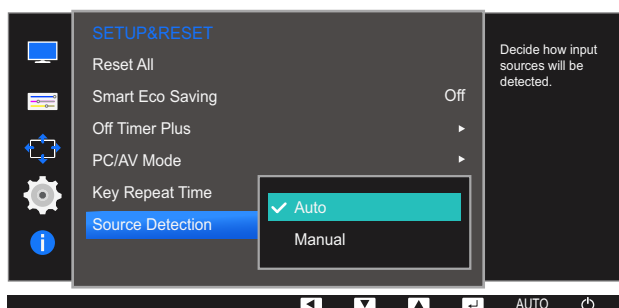 SETUP&RESET
Reset All
Smart Eco Saving Off
Off Timer Plus
PC/AV Mode
Key Repeat Time
Source Detection
Auto
Manual
Decide how input
sources will be
detected.
AUTO